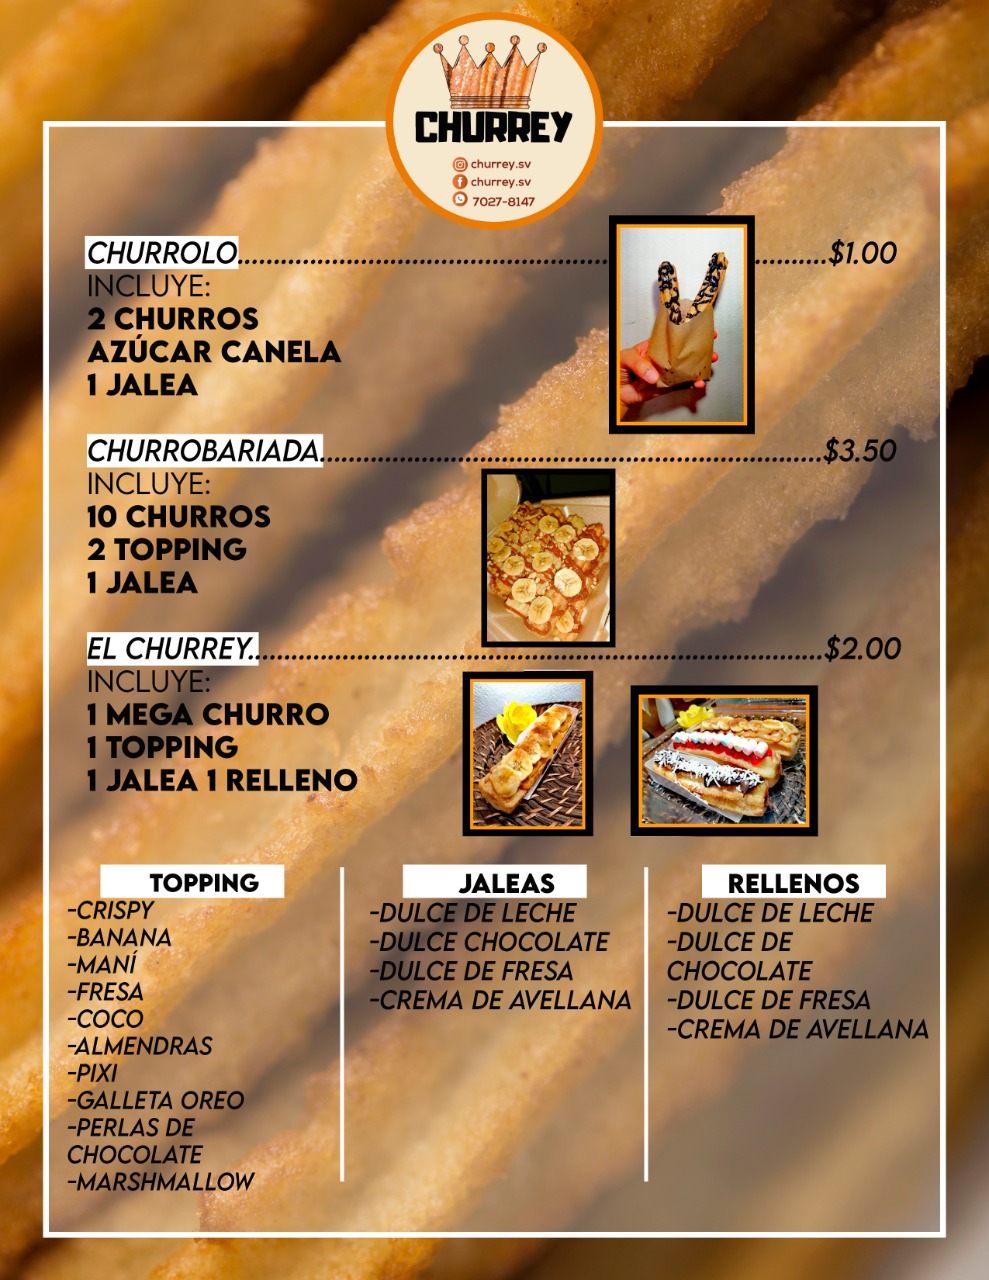 CHURREY
churrey.sv
churrey.sv
7027-8147
CHURROLO........................................$1.00
INCLUYE:
2 CHURROS
AZÚCAR CANELA
1 JALEA
CHURROBARIADA........................................$3.50
INCLUYE:
10 CHURROS
2 TOPPING
1 JALEA
EL CHURREY........................................$2.00
INCLUYE:
1 MEGA CHURRO
1 TOPPING
1 JALEA 1 RELLENO
TOPPING
-CRISPY
-BANANA
-MANÍ
-FRESA
-COCO
-ALMENDRAS
-PIXI
-GALLETA OREO
-PERLAS DE
CHOCOLATE
-MARSHMALLOW
JALEAS
-DULCE DE LECHE
-DULCE CHOCOLATE
-DULCE DE FRESA
-CREMA DE AVELLANA
RELLENOS
-DULCE DE LECHE
-DULCE DE
CHOCOLATE
-DULCE DE FRESA
-CREMA DE AVELLANA